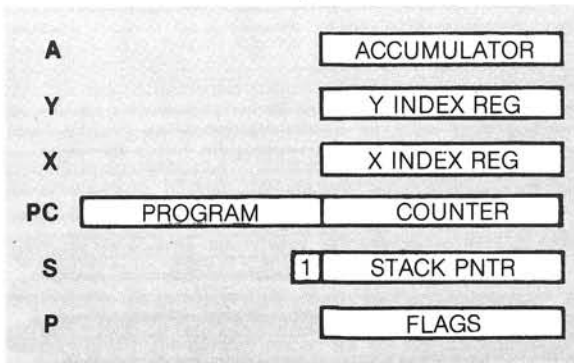 A ACCUMULATOR
Y Y INDEX REG
X X INDEX REG
PC PROGRAM COUNTER
S 1 STACK PNTR
P FLAGS